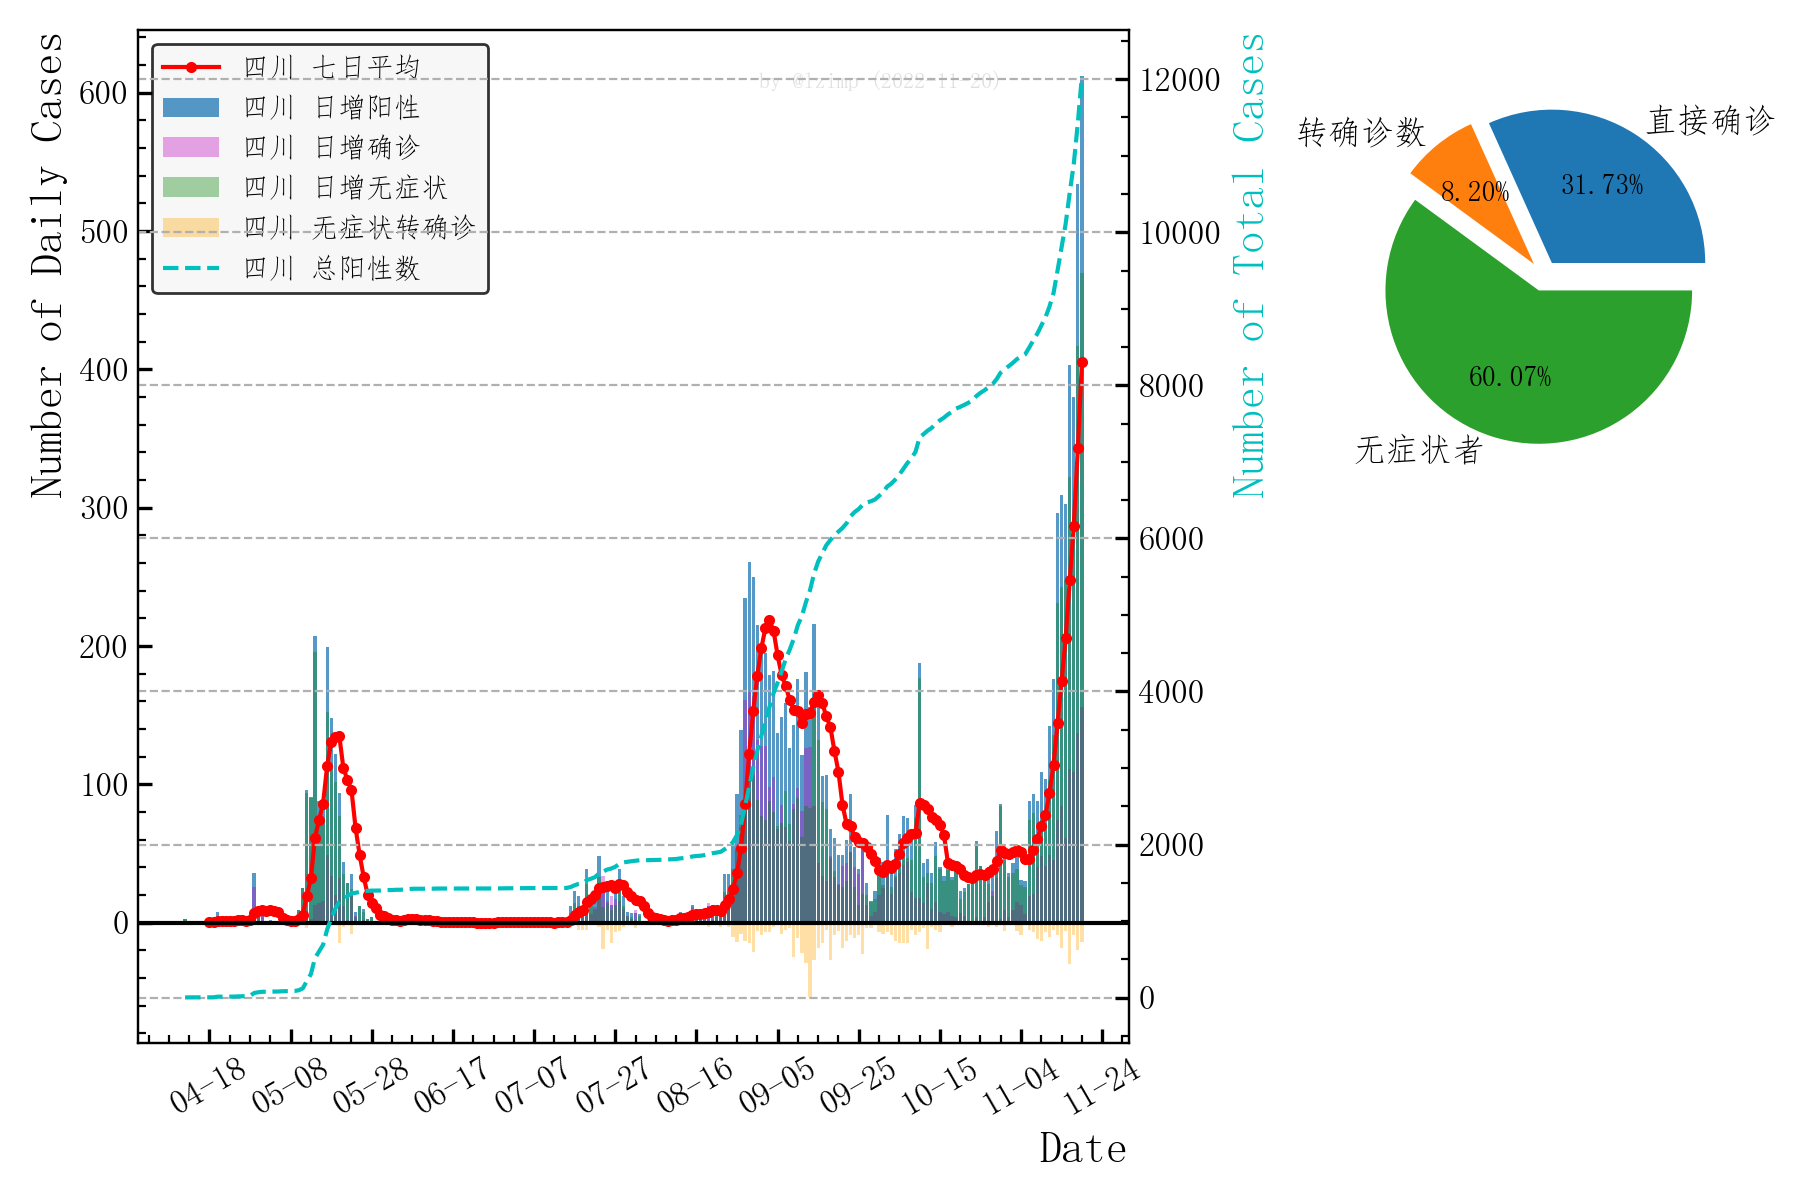 Number of Daily Cases
600
500
400
300
200
100
0
四川 七日平均
四川 日增阳性
四川 日增确诊
四川 日增无症状
四川 无症状转确诊
四川 总阳性数
by @lzimp (2022-11-20)
12000
10000
8000
6000
4000
2000
0
Number of Total Cases
04-18
05-08
05-28
06-17
07-07
07-27
08-16
09-05
09-25
10-15
11-04
11-24
Date
直接确诊
31.73%
转确诊数
8.20%
60.07%
无症状者